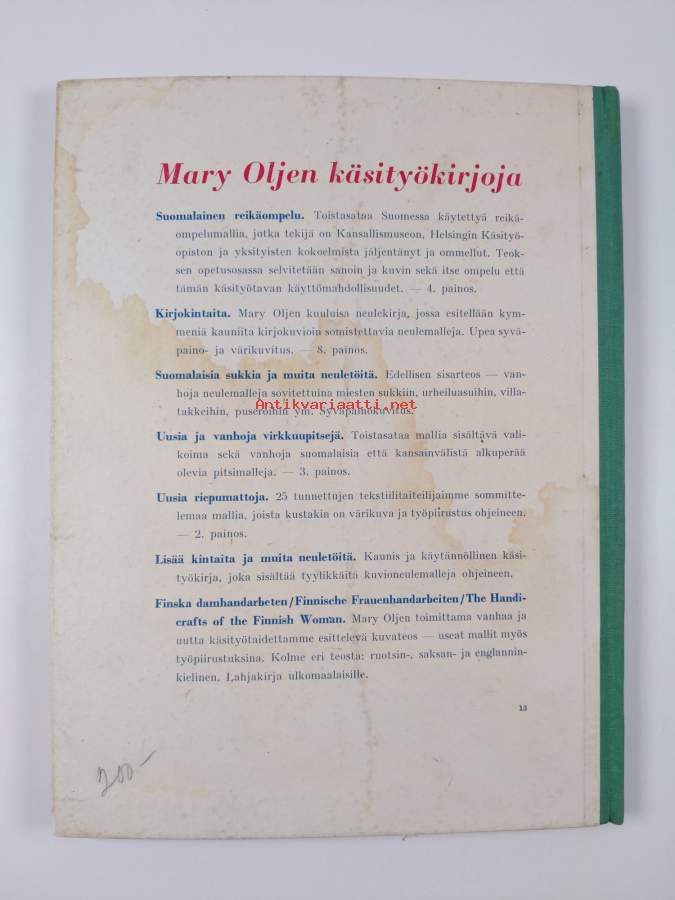 Mary Oljen käsityökirjoja
Suomalainen reikäompelu. Toistasataa Suomessa käytettyä reikä-
ompelumallia, jotka tekijä on Kansallismuseon, Helsingin Käsityö-
opiston ja yksityisten kokoelmista jäljentänyt ja ommellut. Teok-
sen opetusosassa selvitetään sanoin ja kuvin sekä itse ompelu että
tämän käsityötavan käyttömahdollisuudet. — 4. painos.
Kirjokintaita. Mary Oljen kuuluisa neulekirja, jossa esitellään kym-
meniä kauniita kirjokuvioin somistettavia neulemalleja. Upea syvä-
paino- ja värikuvitus. — 8. painos.
Suomalaisia sukkia ja muita neuletöitä. Edellisen sisarteos — van-
hoja neulemalleja sovitettuina miesten sukkiin, urheiluasuihin, villa-
takkeihin, puseroihin ym. Syväpainokuvitus.
Antikvariaatti.net
Uusia ja vanhoja virkkuupitsejä. Toistasataa mallia sisältävä vali-
koima sekä vanhoja suomalaisia että kansainvälistä alkuperää
olevia pitsimalleja. — 3. painos.
Uusia riepumattoja. 25 tunnettujen tekstiilitaiteilijaimme sommitte-
lemaa mallia, joista kustakin on värikuva ja työpiirustus ohjeineen.
— 2. painos.
Lisää kintaita ja muita neuletöitä. Kaunis ja käytännöllinen käsi-
työkirja, joka sisältää tyylikkäitä kuvioneulemalleja ohjeineen.
Finska damhandarbeten/Finnische Frauenhandarbeiten/The Handi-
crafts of the Finnish Woman. Mary Oljen toimittama vanhaa ja
uutta käsityötaidettamme esittelevä kuvateos — useat mallit myös
työpiirustuksina. Kolme eri teosta: ruotsin-, saksan- ja englannin-
kielinen. Lahjakirja ulkomaalaisille.
13
200-